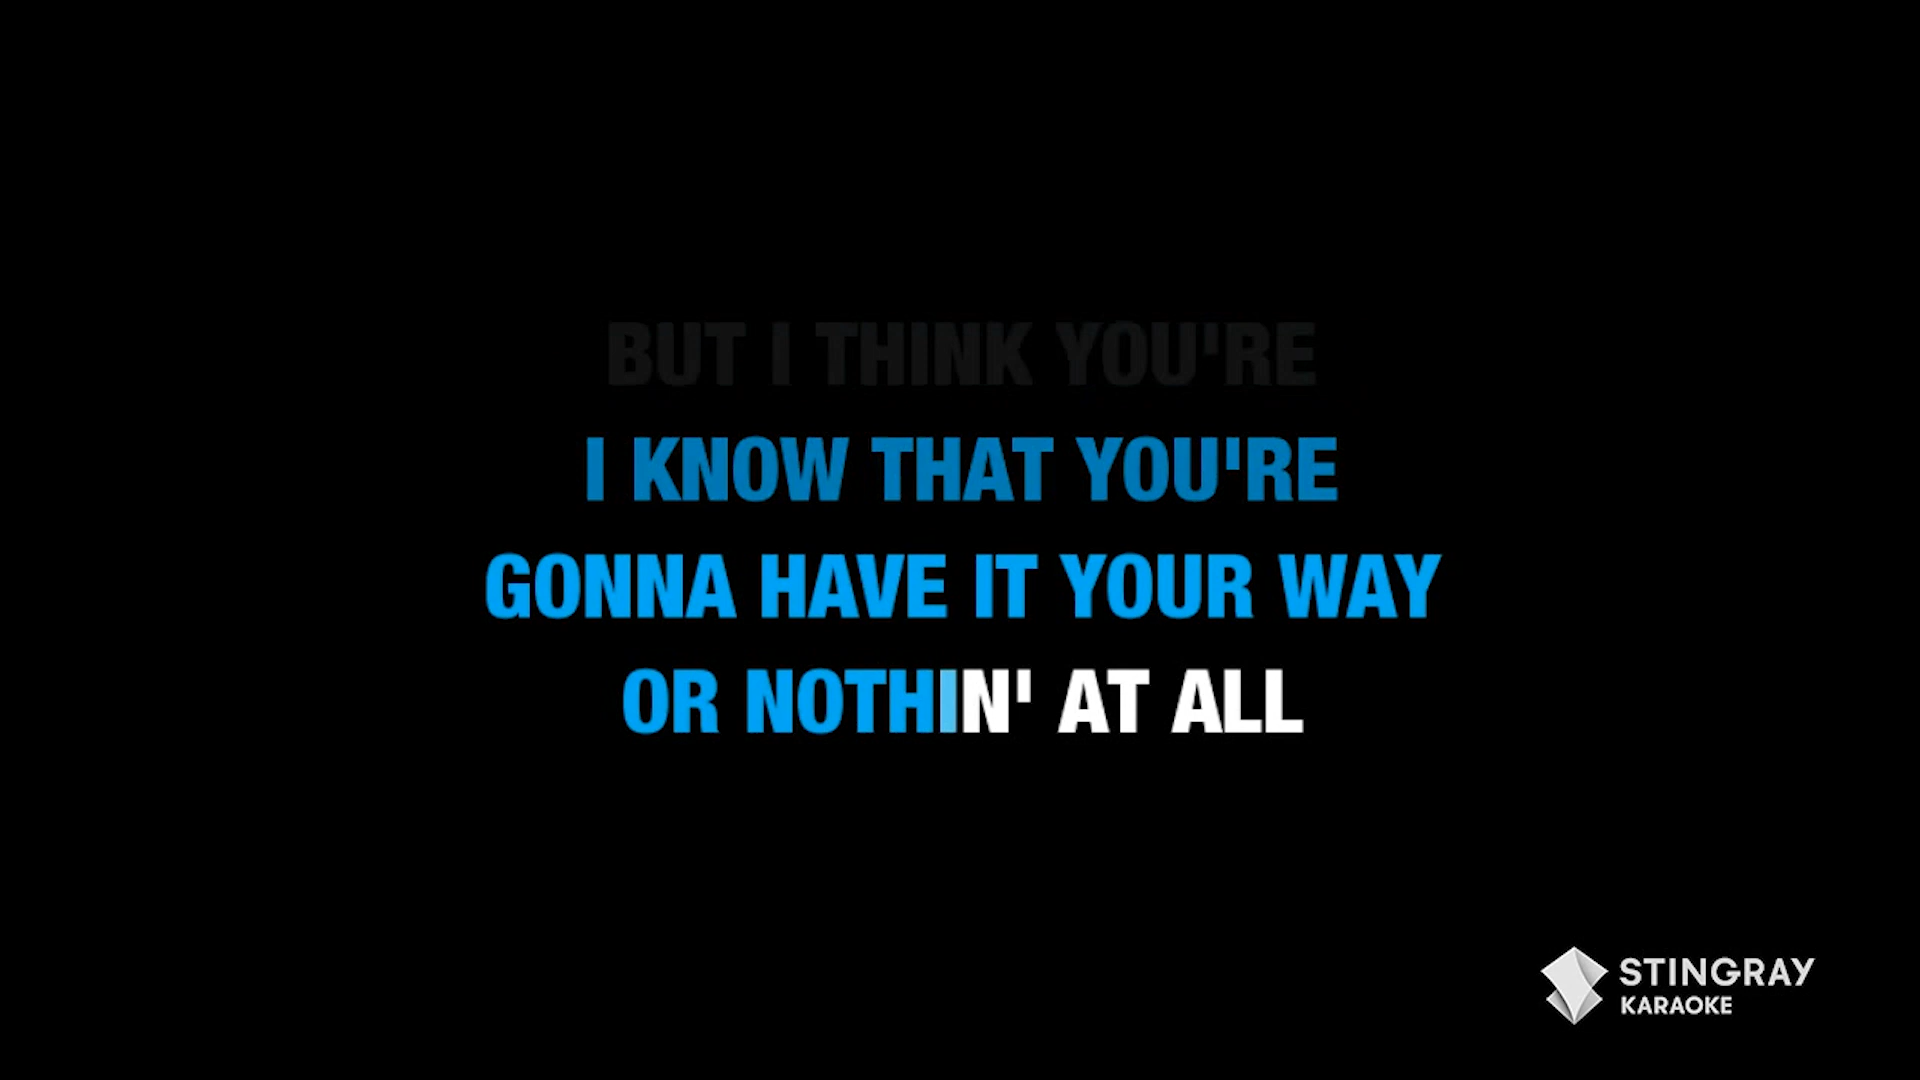 BUT I THINK YOU'RE
I KNOW THAT YOU'RE
GONNA HAVE IT YOUR WAY
OR NOTHIN' AT ALL
STINGRAY
KARAOKE